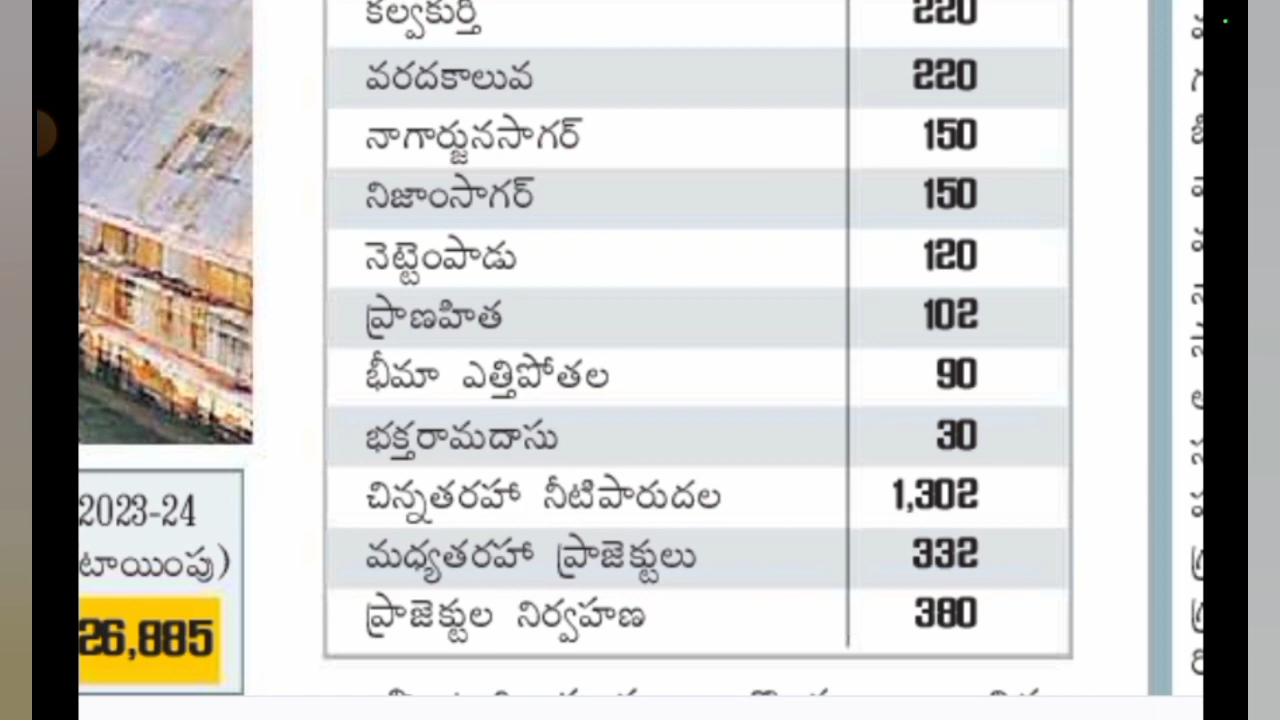 కల్వకుర్తి 220
వరదకాలువ 220
నాగార్జునసాగర్ 150
నిజాంసాగర్ 150
నెట్టెంపాడు 120
ప్రాణహిత 102
భీమా ఎత్తిపోతల 90
భక్తరామదాసు 30
చిన్నతరహా నీటిపారుదల 1,302
మధ్యతరహా ప్రాజెక్టులు 332
ప్రాజెక్టుల నిర్వహణ 380
2023-24
టాయింపు)
26,885